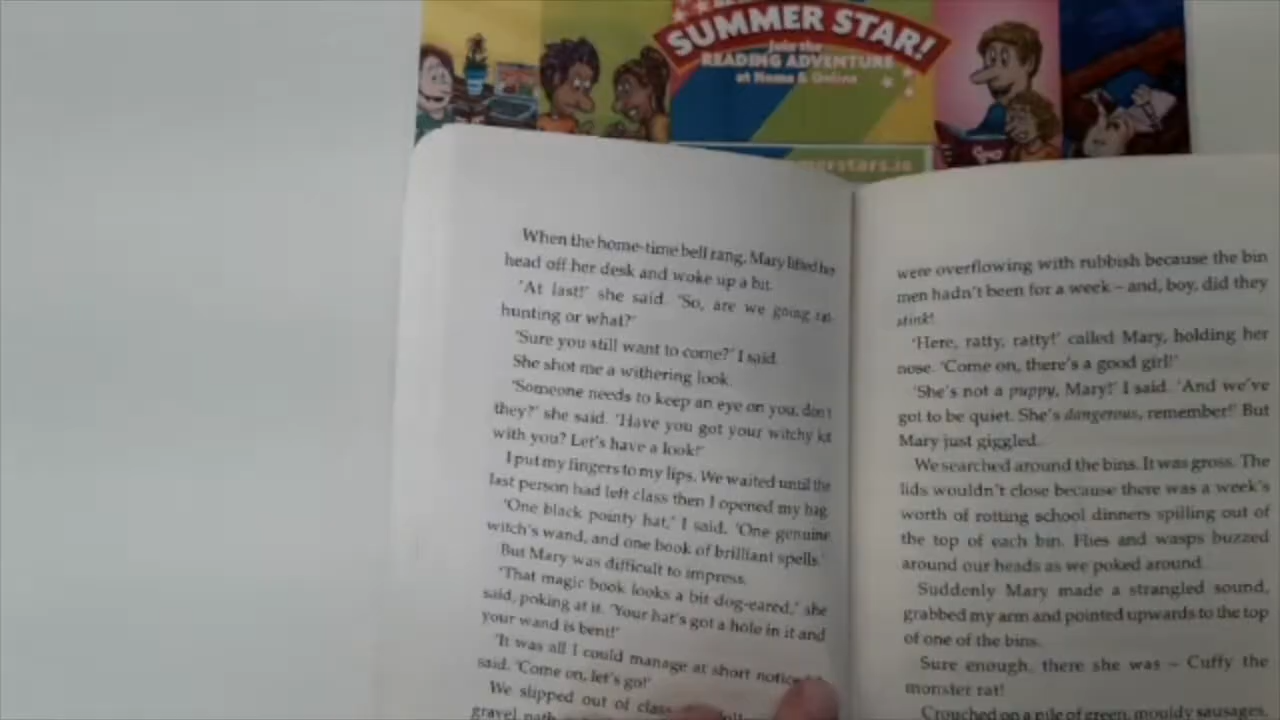 SUMMER STAR!
Join the
READING ADVENTURE
at Home & Online
merstars.ie
When the home-time bell rang, Mary lifted her
head off her desk and woke up a bit.
'At last!' she said. 'So, are we going rat-
hunting or what?'
'Sure you still want to come?' I said.
She shot me a withering look.
'Someone needs to keep an eye on you, don't
they?' she said. 'Have you got your witchy kit
with you? Let's have a look!'
I put my fingers to my lips. We waited until the
last person had left class then I opened my bag.
'One black pointy hat,' I said. 'One genuine
witch's wand, and one book of brilliant spells.'
But Mary was difficult to impress.
'That magic book looks a bit dog-eared,' she
said, poking at it. 'Your hat's got a hole in it and
your wand is bent!'
'It was all I could manage at short notice
said. 'Come on, let's go!'
We slipped out of class
gravel path
were overflowing with rubbish because the bin
men hadn't been for a week – and, boy, did they
stink!
'Here, ratty, ratty!' called Mary, holding her
nose. 'Come on, there's a good girl!'
'She's not a puppy, Mary!' I said. 'And we've
got to be quiet. She's dangerous, remember!' But
Mary just giggled.
We searched around the bins. It was gross. The
lids wouldn't close because there was a week's
worth of rotting school dinners spilling out of
the top of each bin. Flies and wasps buzzed
around our heads as we poked around.
Suddenly Mary made a strangled sound,
grabbed my arm and pointed upwards to the top
of one of the bins.
Sure enough, there she was – Cuffy the
monster rat!
Crouched on a pile of green, mouldy sausages,